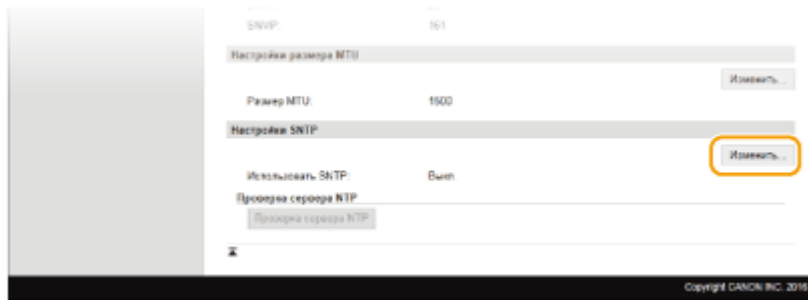 SNMP: 161
Настройки размера MTU
Изменить...
Размер MTU: 1500
Настройки SNTP
Изменить...
Использовать SNTP: Выкл.
Проверка сервера NTP
Проверка сервера NTP
Copyright CANON INC. 2016